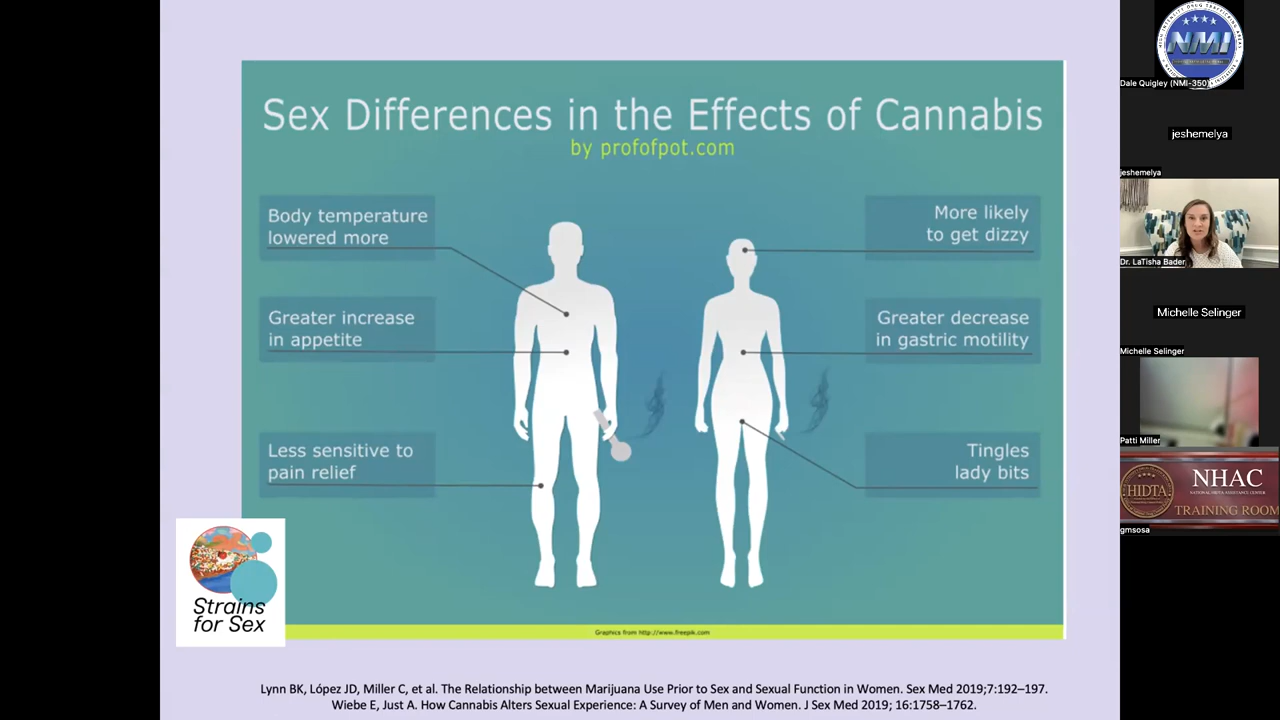 Sex Differences in the Effects of Cannabis
by profofpot.com
Body temperature
lowered more
Greater increase
in appetite
Less sensitive to
pain relief
More likely
to get dizzy
Greater decrease
in gastric motility
Tingles
lady bits
Strains
for Sex
Graphics from http://www.freepik.com
Lynn BK, López JD, Miller C, et al. The Relationship between Marijuana Use Prior to Sex and Sexual Function in Women. Sex Med 2019;7:192–197.
Wiebe E, Just A. How Cannabis Alters Sexual Experience: A Survey of Men and Women. J Sex Med 2019; 16:1758–1762.
HIGH INTENSITY DRUG TRAFFICKING AREAS
NMI
Dale Quigley (NMI-350)
jeshemelya
jeshemelya
Dr. LaTisha Bader
Michelle Selinger
Michelle Selinger
Patti Miller
HIDTA
NHAC
NATIONAL HIDTA ASSISTANCE CENTER
TRAINING ROOM
gmsosa